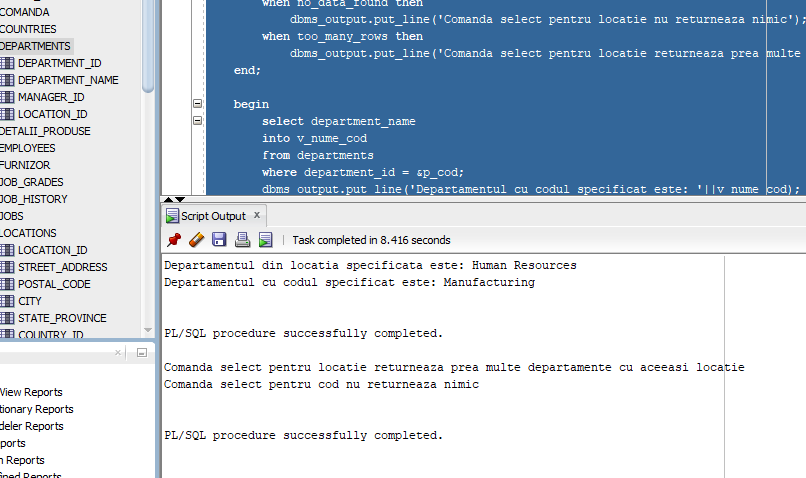 COMANDA
COUNTRIES
DEPARTMENTS
DEPARTMENT_ID
DEPARTMENT_NAME
MANAGER_ID
LOCATION_ID
DETALII_PRODUSE
EMPLOYEES
FURNIZOR
JOB_GRADES
JOB_HISTORY
JOBS
LOCATIONS
LOCATION_ID
STREET_ADDRESS
POSTAL_CODE
CITY
STATE_PROVINCE
COUNTRY_ID
View Reports
tionary Reports
deler Reports
ports
n Reports
fined Reports
when no_data_found then
dbms_output.put_line('Comanda select pentru locatie nu returneaza nimic');
when too_many_rows then
dbms_output.put_line('Comanda select pentru locatie returneaza prea multe
end;
begin
select department_name
into v_nume_cod
from departments
where department_id = &p_cod;
dbms_output.put_line('Departamentul cu codul specificat este: '||v_nume_cod);
Script Output x
Task completed in 8.416 seconds
Departamentul din locatia specificata este: Human Resources
Departamentul cu codul specificat este: Manufacturing
PL/SQL procedure successfully completed.
Comanda select pentru locatie returneaza prea multe departamente cu aceeasi locatie
Comanda select pentru cod nu returneaza nimic
PL/SQL procedure successfully completed.